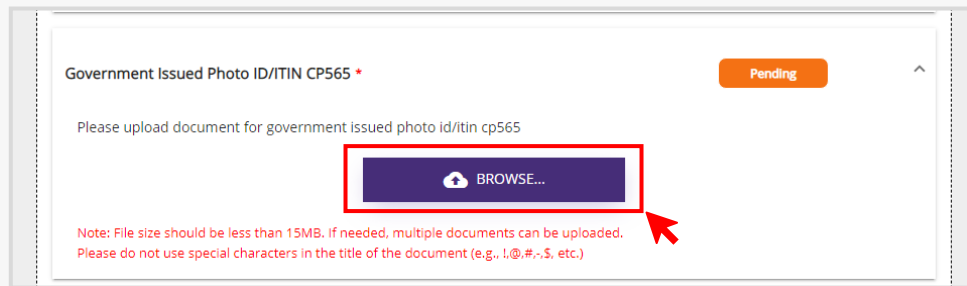 Government Issued Photo ID/ITIN CP565 *
Pending
Please upload document for government issued photo id/itin cp565
BROWSE...
Note: File size should be less than 15MB. If needed, multiple documents can be uploaded.
Please do not use special characters in the title of the document (e.g., !,@,#,-,$, etc.)